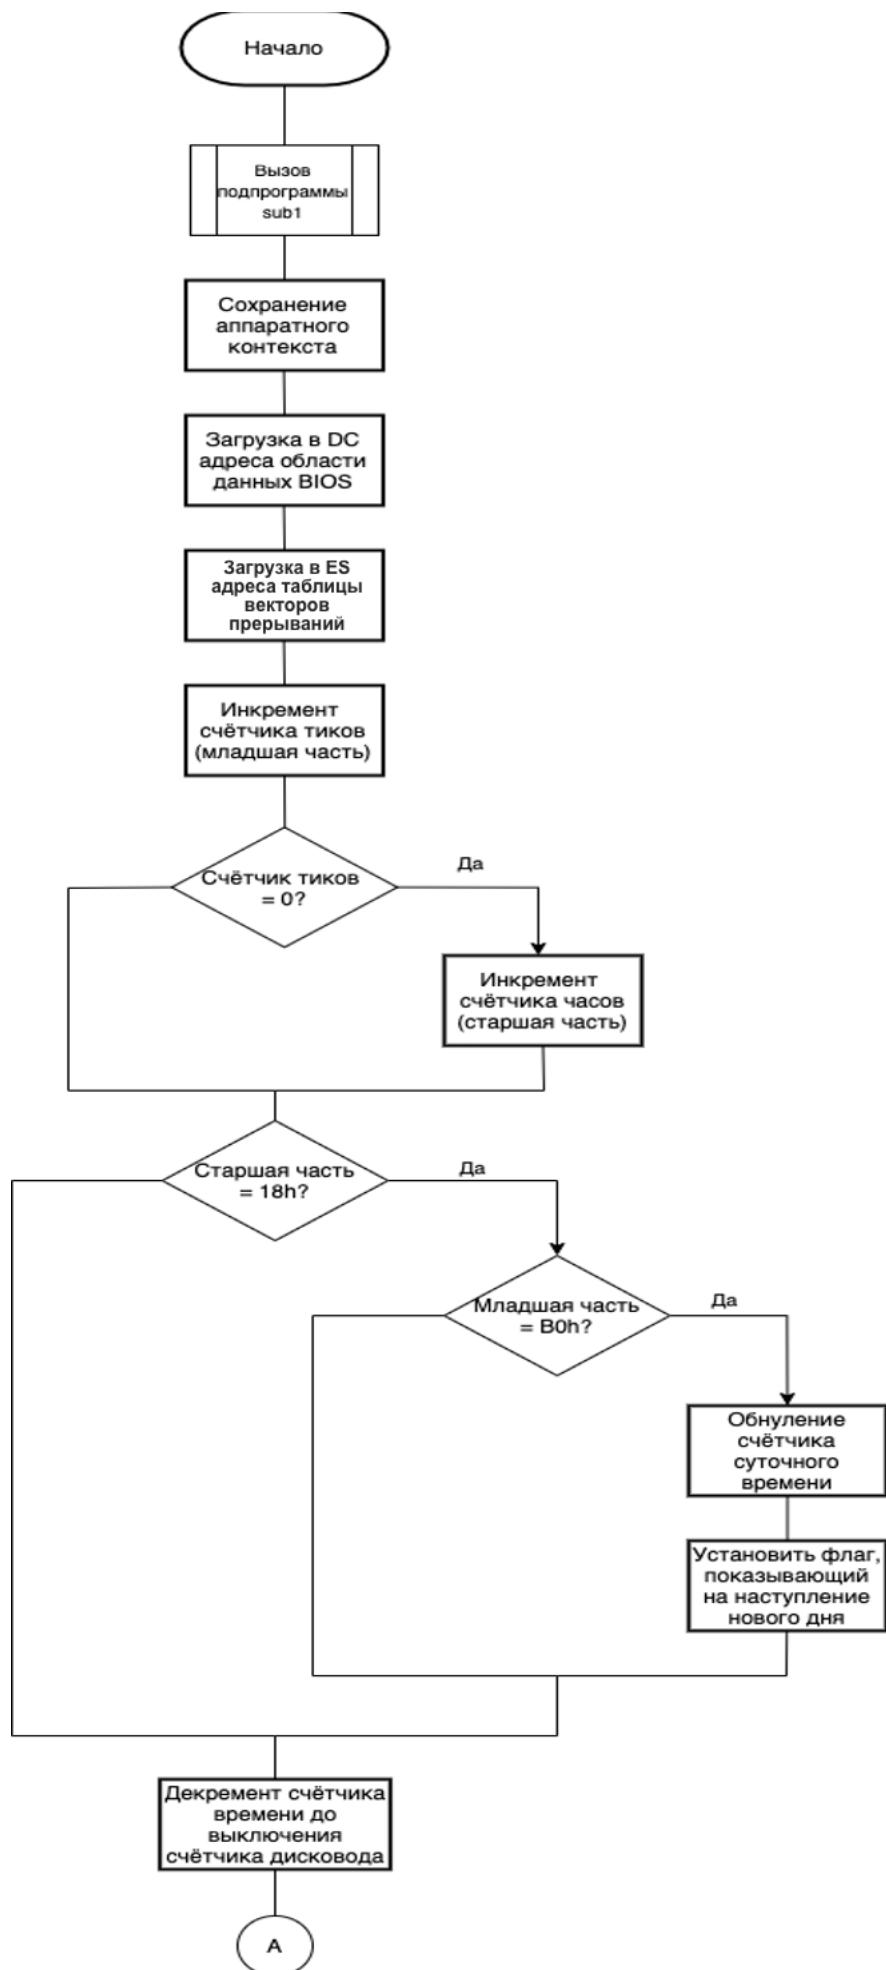 Начало
Вызов
подпрограммы
sub1
Сохранение
аппаратного
контекста
Загрузка в DC
адреса области
данных BIOS
Загрузка в ES
адреса таблицы
векторов
прерываний
Инкремент
счётчика тиков
(младшая часть)
Счётчик тиков
= 0?
Да
Инкремент
счётчика часов
(старшая часть)
Старшая часть
= 18h?
Да
Младшая часть
= B0h?
Да
Обнуление
счётчика
суточного
времени
Установить флаг,
показывающий
на наступление
нового дня
Декремент счётчика
времени до
выключения
счётчика дисковода
A